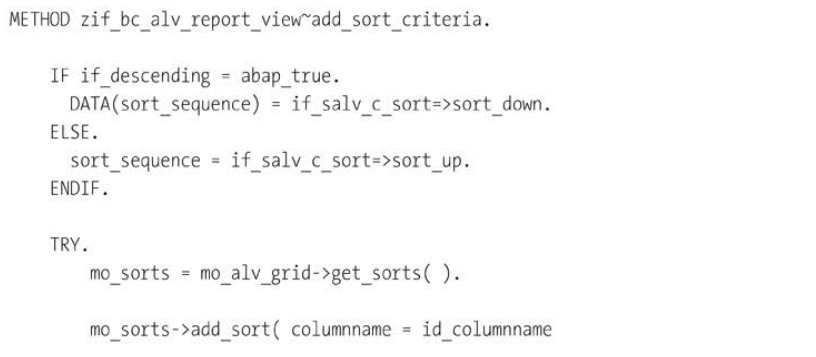 METHOD zif_bc_alv_report_view~add_sort_criteria.
IF if_descending = abap_true.
DATA(sort_sequence) = if_salv_c_sort=>sort_down.
ELSE.
sort_sequence = if_salv_c_sort=>sort_up.
ENDIF.
TRY.
mo_sorts = mo_alv_grid->get_sorts( ).
mo_sorts->add_sort( columnname = id_columnname